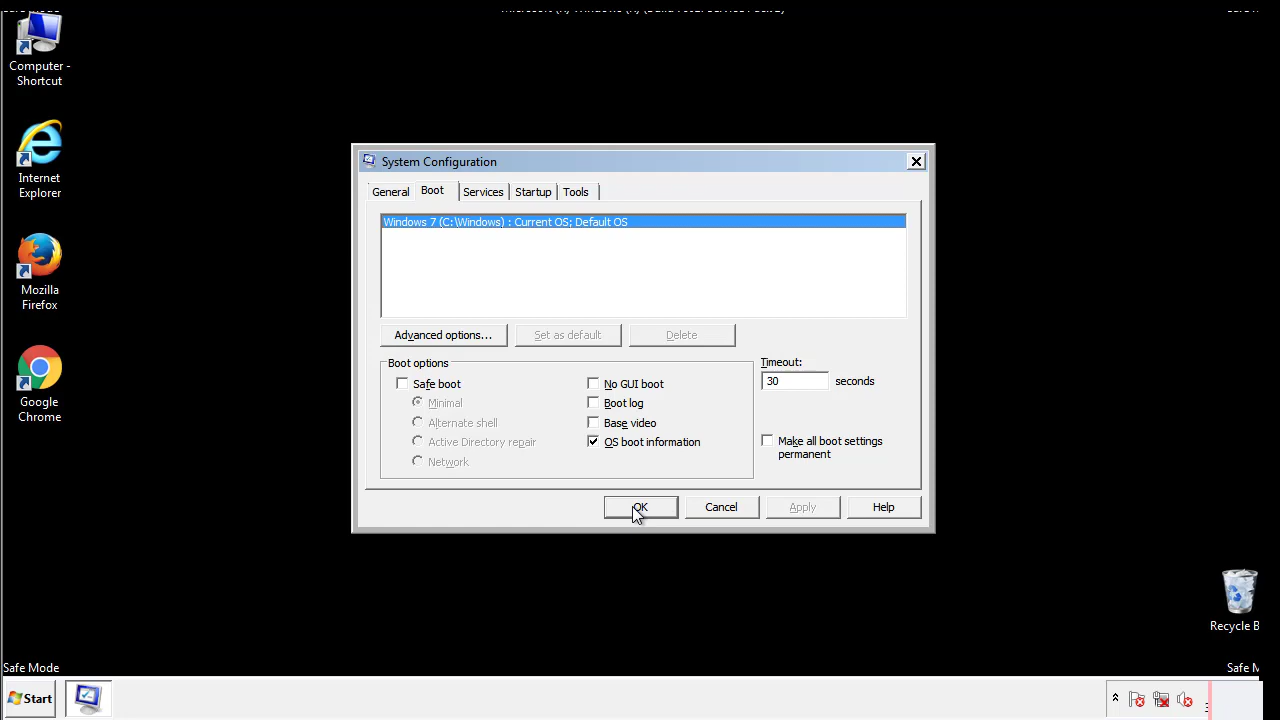 Computer -
Shortcut
Internet
Explorer
Mozilla
Firefox
Google
Chrome
System Configuration
General
Boot
Services
Startup
Tools
Windows 7 (C:\Windows) : Current OS; Default OS
Advanced options...
Set as default
Delete
Boot options
Safe boot
Minimal
Alternate shell
Active Directory repair
Network
No GUI boot
Boot log
Base video
OS boot information
Timeout:
30 seconds
Make all boot settings
permanent
OK
Cancel
Apply
Help
Recycle B
Safe Mode
Safe M
Start